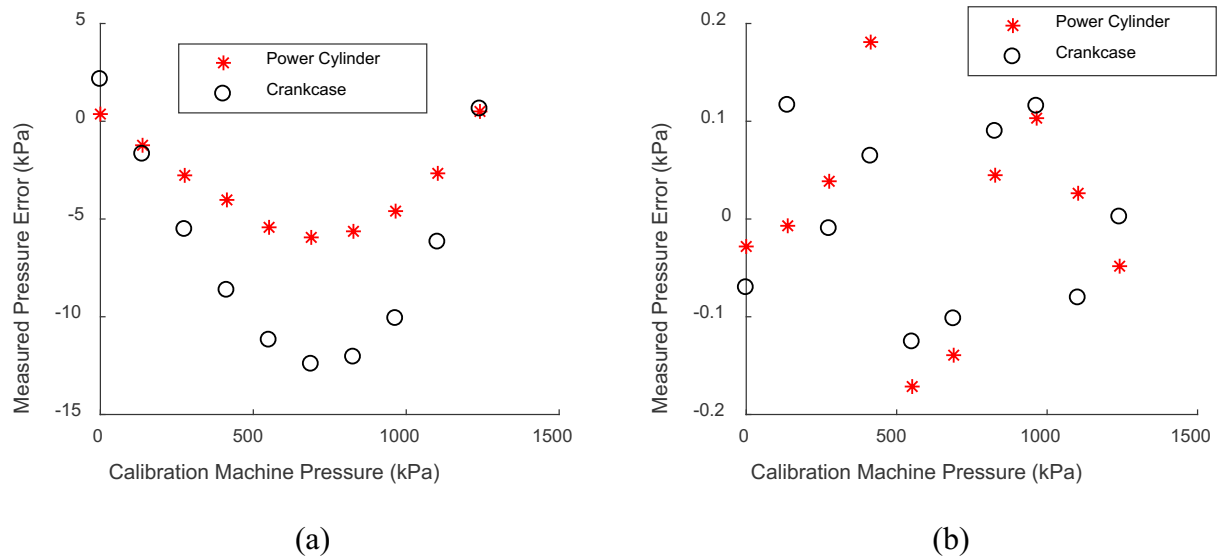 5
0
-5
-10
-15
Measured Pressure Error (kPa)
Power Cylinder
Crankcase
0
500
1000
1500
Calibration Machine Pressure (kPa)
(a)
0.2
0.1
0
-0.1
-0.2
Measured Pressure Error (kPa)
Power Cylinder
Crankcase
0
500
1000
1500
Calibration Machine Pressure (kPa)
(b)